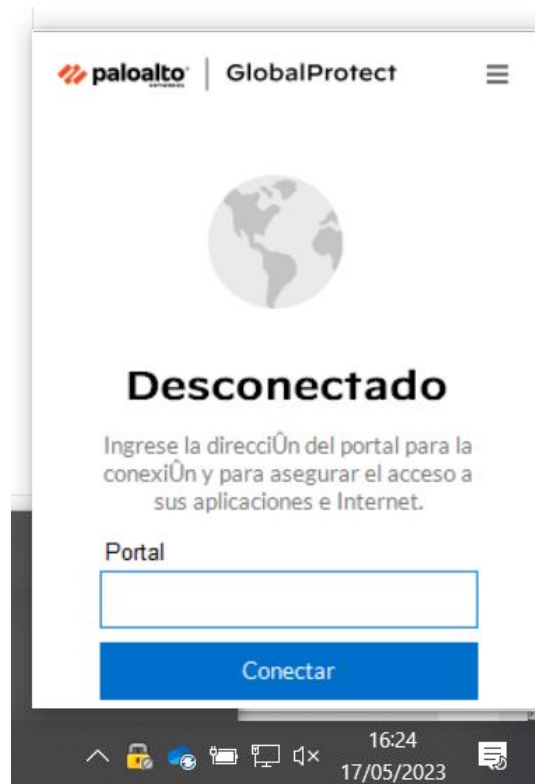 paloalto | GlobalProtect
NETWORKS
Desconectado
Ingrese la direcciÛn del portal para la
conexiÛn y para asegurar el acceso a
sus aplicaciones e Internet.
Portal
Conectar
16:24
17/05/2023